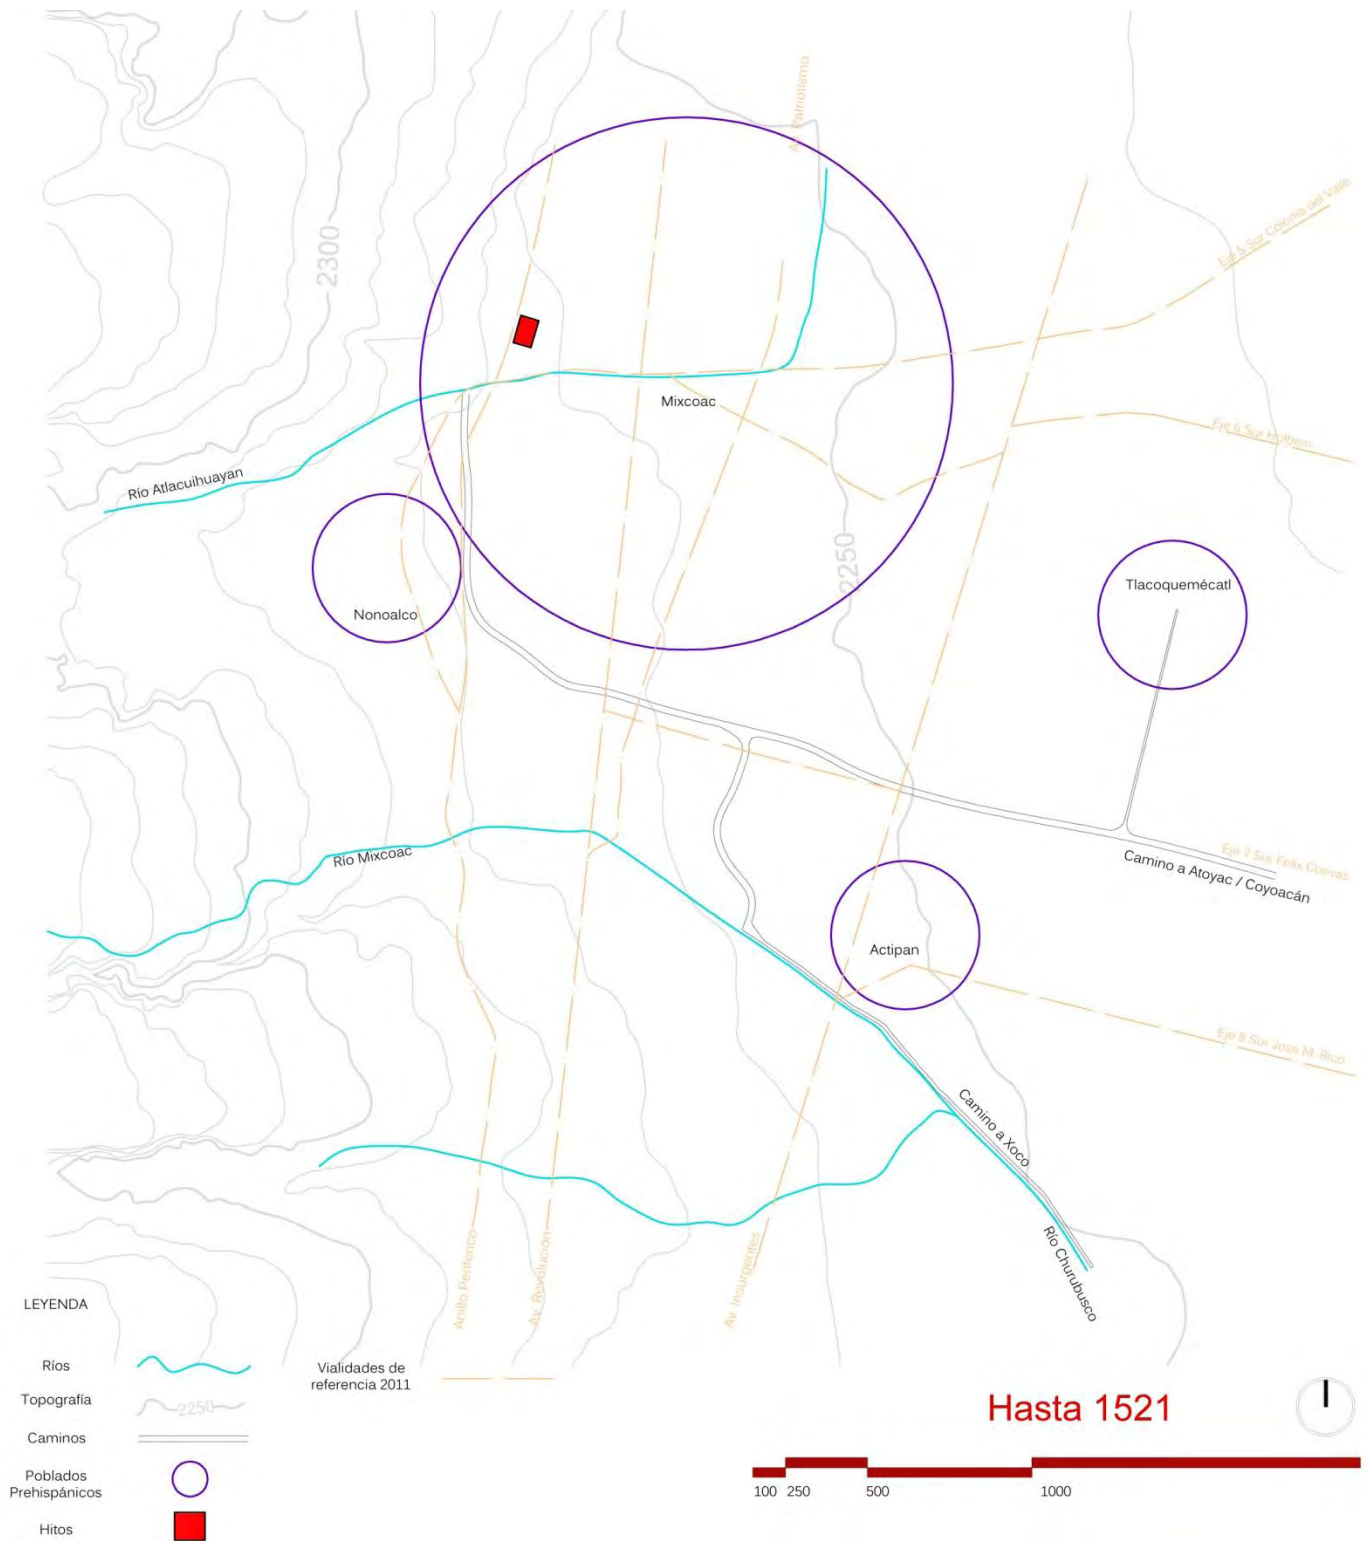 Av. Patriotismo
Eje 5 Sur Colonia del Valle
2300
Mixcoac
Eje 6 Sur Holbein
Río Atlacuihuayan
2250
Tlacoquemécatl
Nonoalco
Río Mixcoac
Eje 7 Sur Felix Cuevas
Camino a Atoyac / Coyoacán
Actipan
Eje 8 Sur José M. Rico
Camino a Xoco
Río Churubusco
Anillo Periferico
Av. Revolución
Av. Insurgentes
LEYENDA
Ríos
Topografía
2250
Caminos
Poblados
Prehispánicos
Hitos
Vialidades de
referencia 2011
Hasta 1521
100 250 500 1000